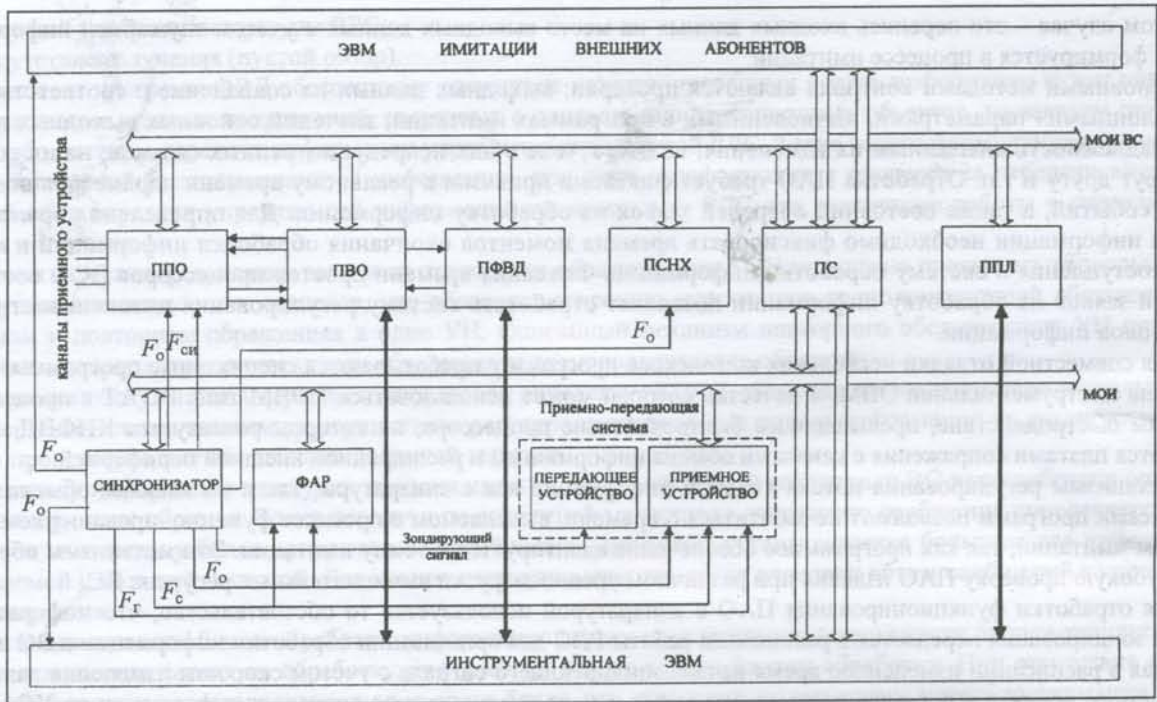 ЭВМ ИМИТАЦИИ ВНЕШНИХ АБОНЕНТОВ
каналы приемного устройства
МОИ ВС
ППО
ПВО
ПФВД
ПСНХ
ПС
ППЛ
Fо
Fси
Fо
МОИ
Приемно-передающая
система
Fо
СИНХРОНИЗАТОР
ФАР
ПЕРЕДАЮЩЕЕ
УСТРОЙСТВО
ПРИЕМНОЕ
УСТРОЙСТВО
Fо
Зондирующий
сигнал
Fо
Fг
Fс
ИНСТРУМЕНТАЛЬНАЯ ЭВМ